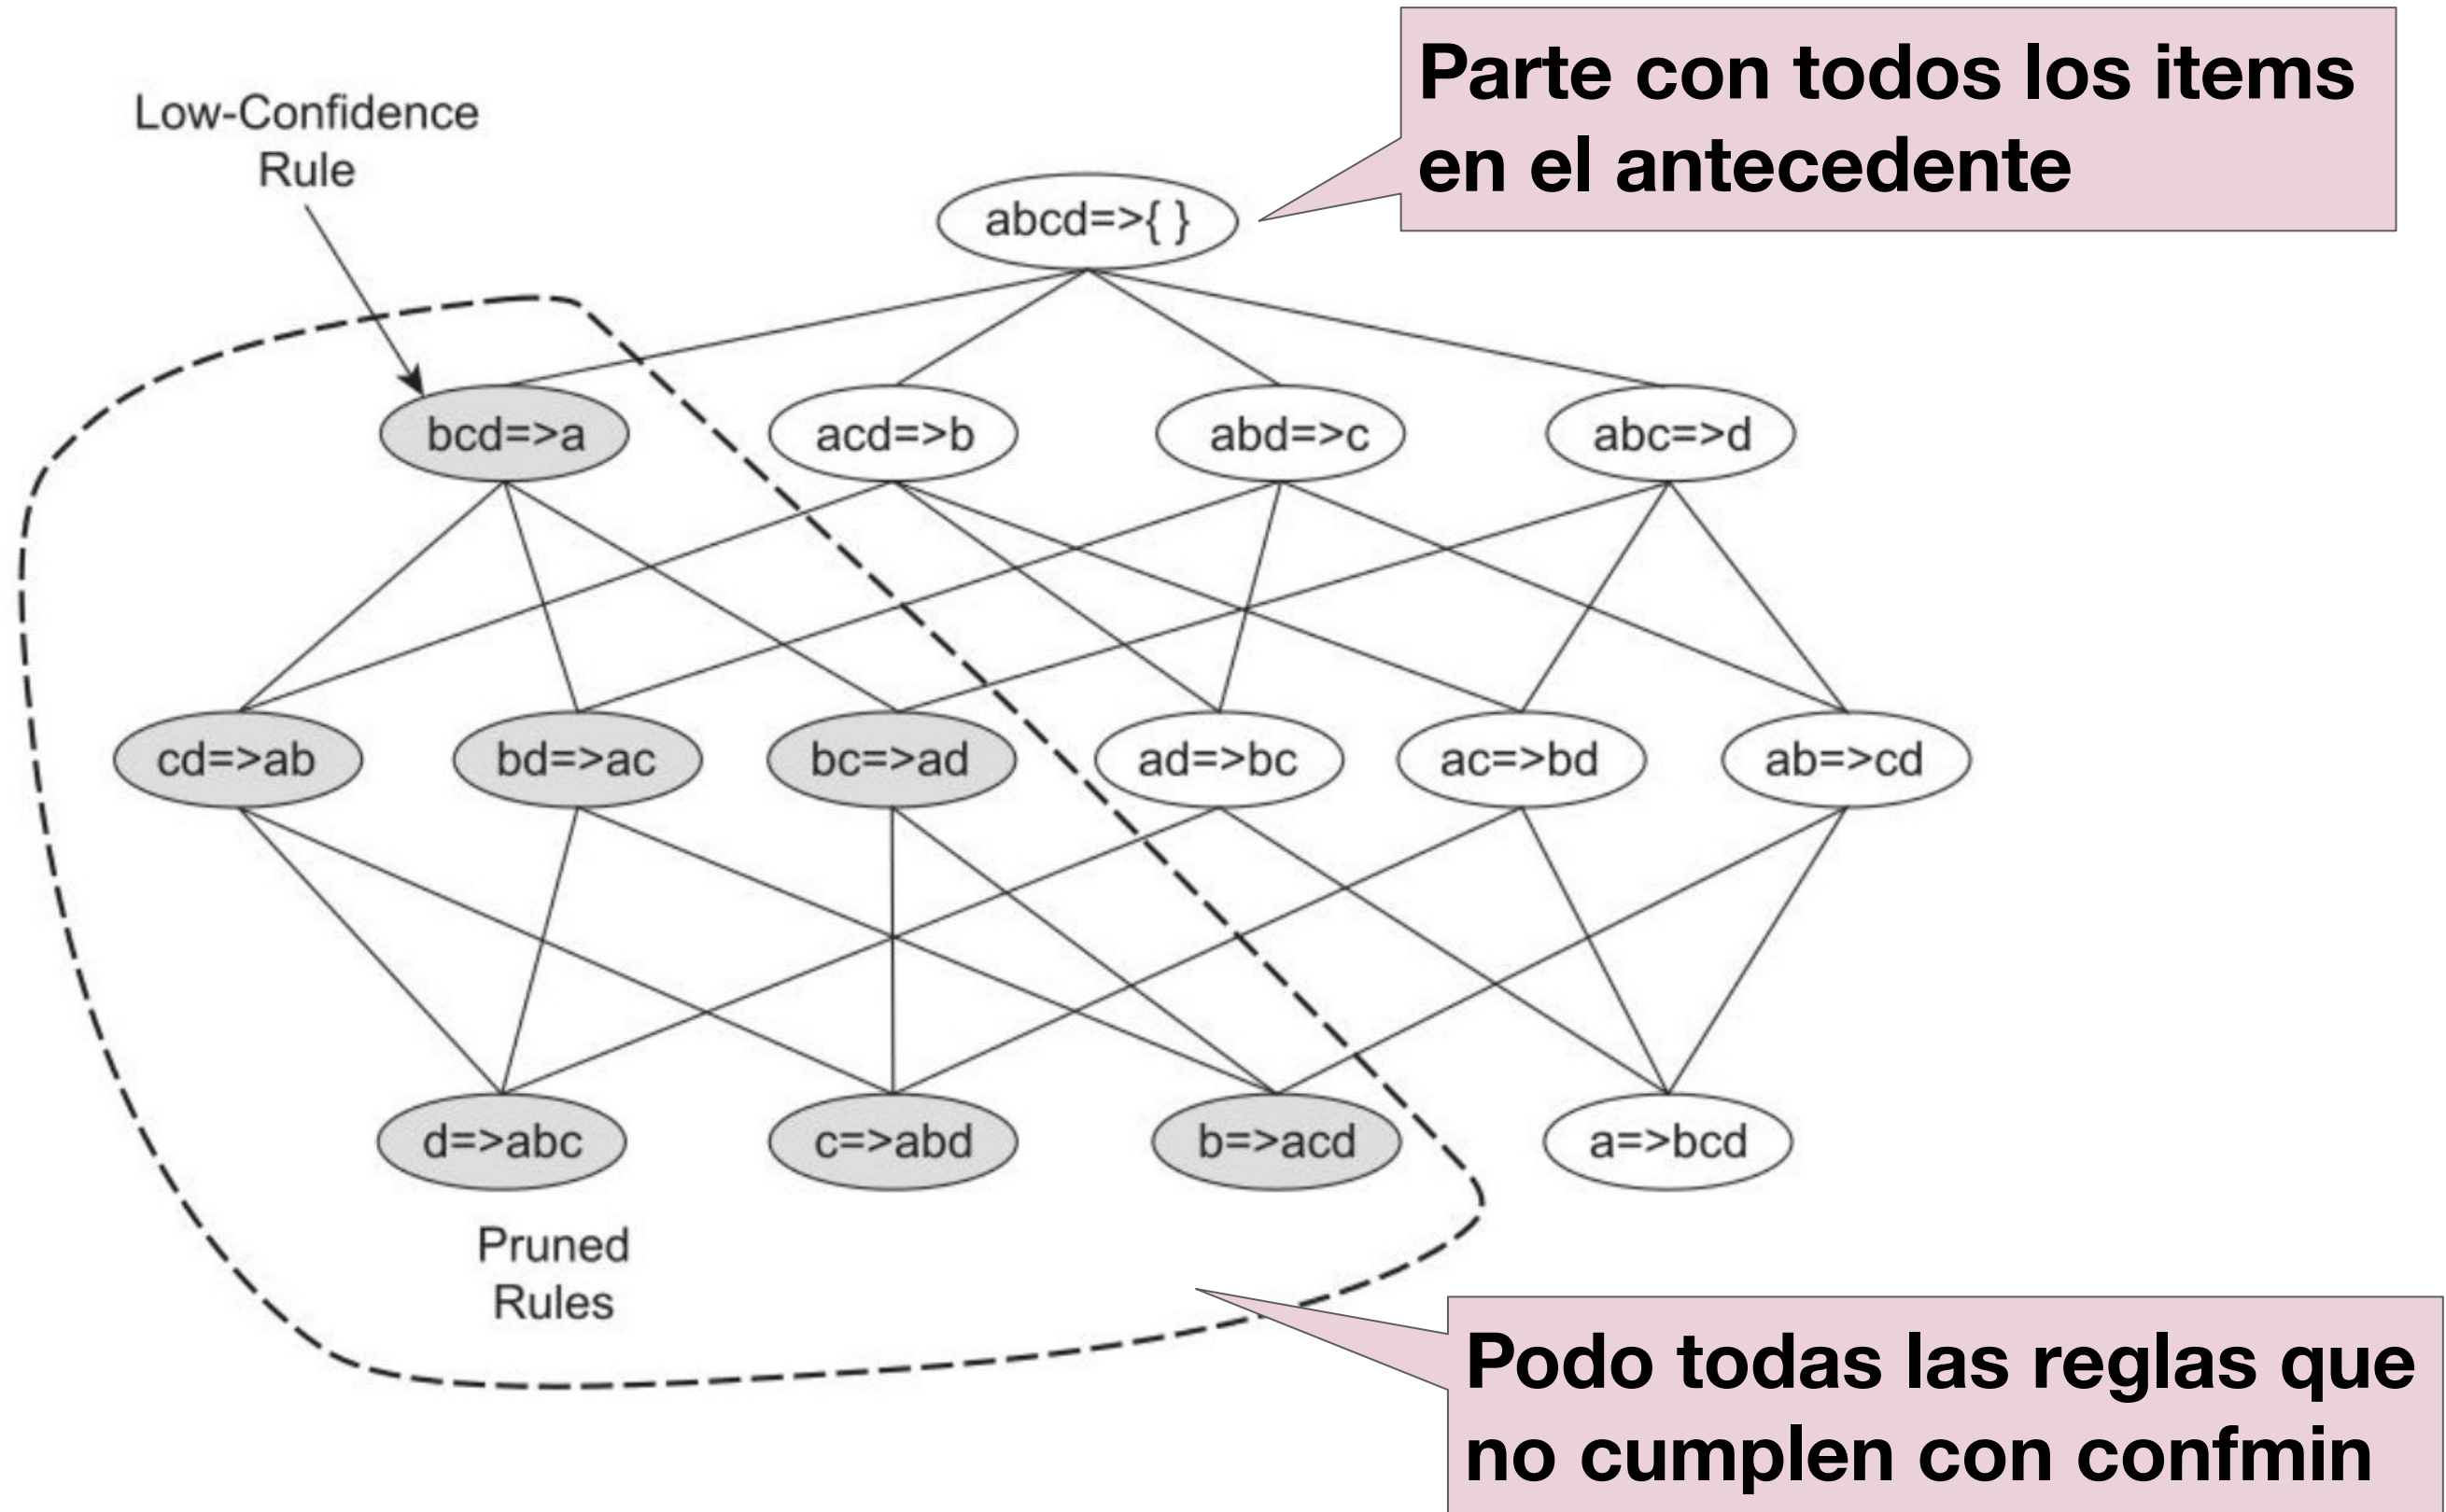 Parte con todos los items
en el antecedente
Low-Confidence
Rule
abcd=>{ }
bcd=>a
acd=>b
abd=>c
abc=>d
cd=>ab
bd=>ac
bc=>ad
ad=>bc
ac=>bd
ab=>cd
d=>abc
c=>abd
b=>acd
a=>bcd
Pruned
Rules
Podo todas las reglas que
no cumplen con confmin